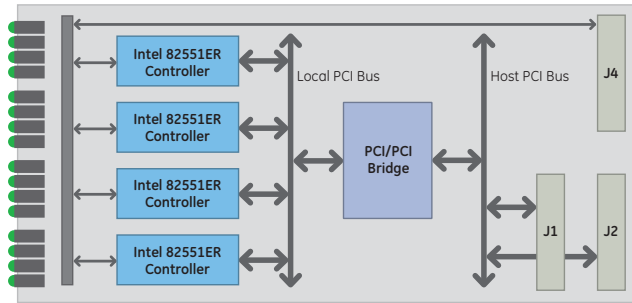 Intel 82551ER
Controller
Intel 82551ER
Controller
Intel 82551ER
Controller
Intel 82551ER
Controller
Local PCI Bus
PCI/PCI
Bridge
Host PCI Bus
J4
J1
J2